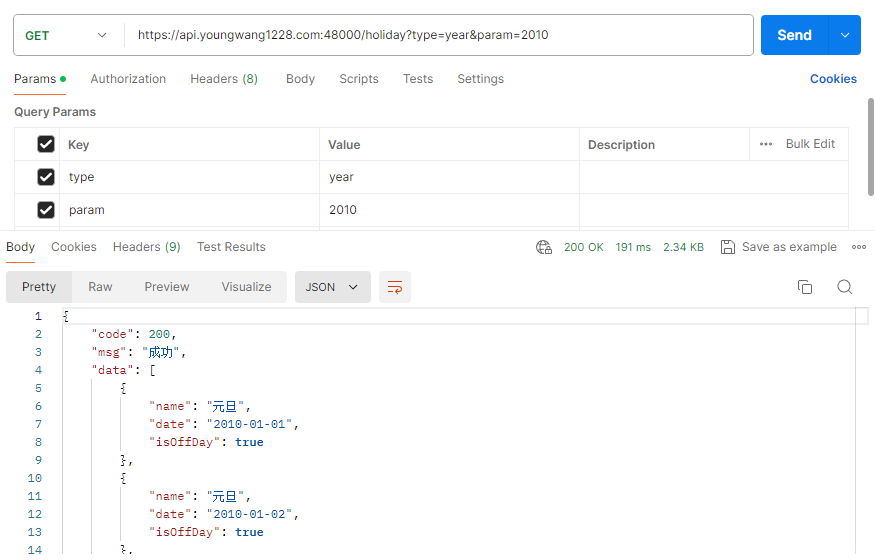 GET https://api.youngwang1228.com:48000/holiday?type=year&param=2010 Send
Params Authorization Headers (8) Body Scripts Tests Settings Cookies
Query Params
Key Value Description ••• Bulk Edit
type year
param 2010
Body Cookies Headers (9) Test Results 200 OK 191 ms 2.34 KB Save as example
Pretty Raw Preview Visualize JSON
1 {
2 "code": 200,
3 "msg": "成功",
4 "data": [
5 {
6 "name": "元旦",
7 "date": "2010-01-01",
8 "isOffDay": true
9 },
10 {
11 "name": "元旦",
12 "date": "2010-01-02",
13 "isOffDay": true
14 },